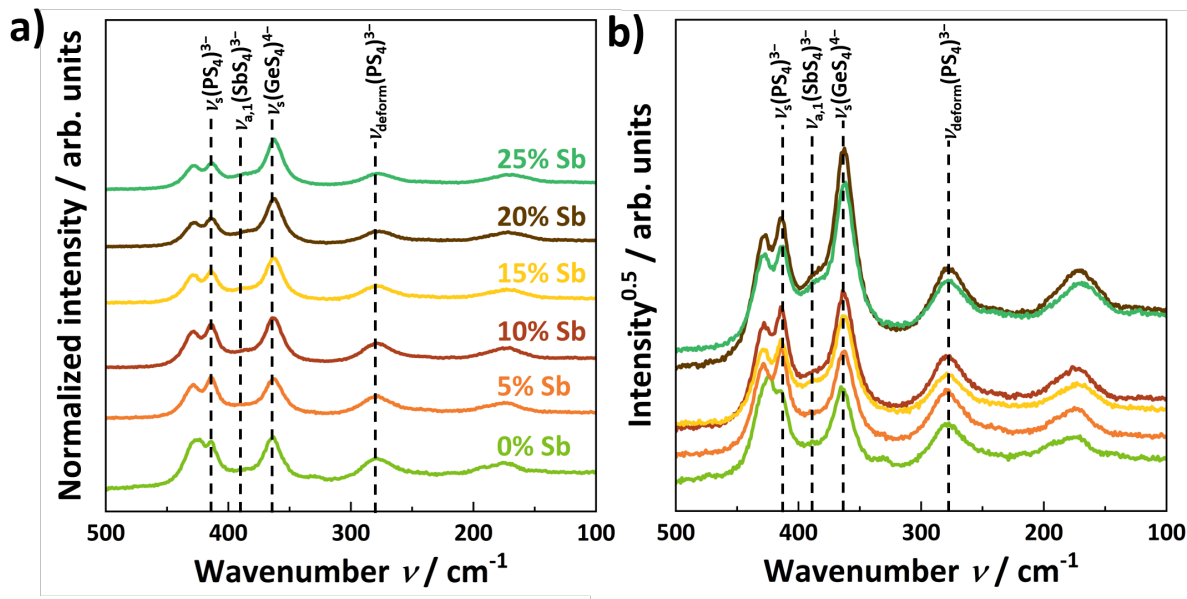 a)
Normalized intensity / arb. units
νs(PS4)3−
νa,1(SbS4)3−
νs(GeS4)4−
νdeform(PS4)3−
25% Sb
20% Sb
15% Sb
10% Sb
5% Sb
0% Sb
500 400 300 200 100
Wavenumber ν / cm-1
b)
Intensity0.5 / arb. units
νs(PS4)3−
νa,1(SbS4)3−
νs(GeS4)4−
νdeform(PS4)3−
500 400 300 200 100
Wavenumber ν / cm-1